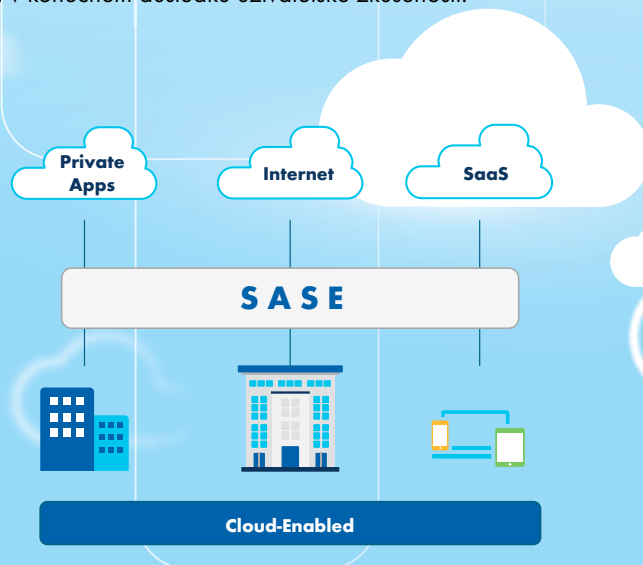 Private
Apps
Internet
SaaS
SASE
Cloud-Enabled